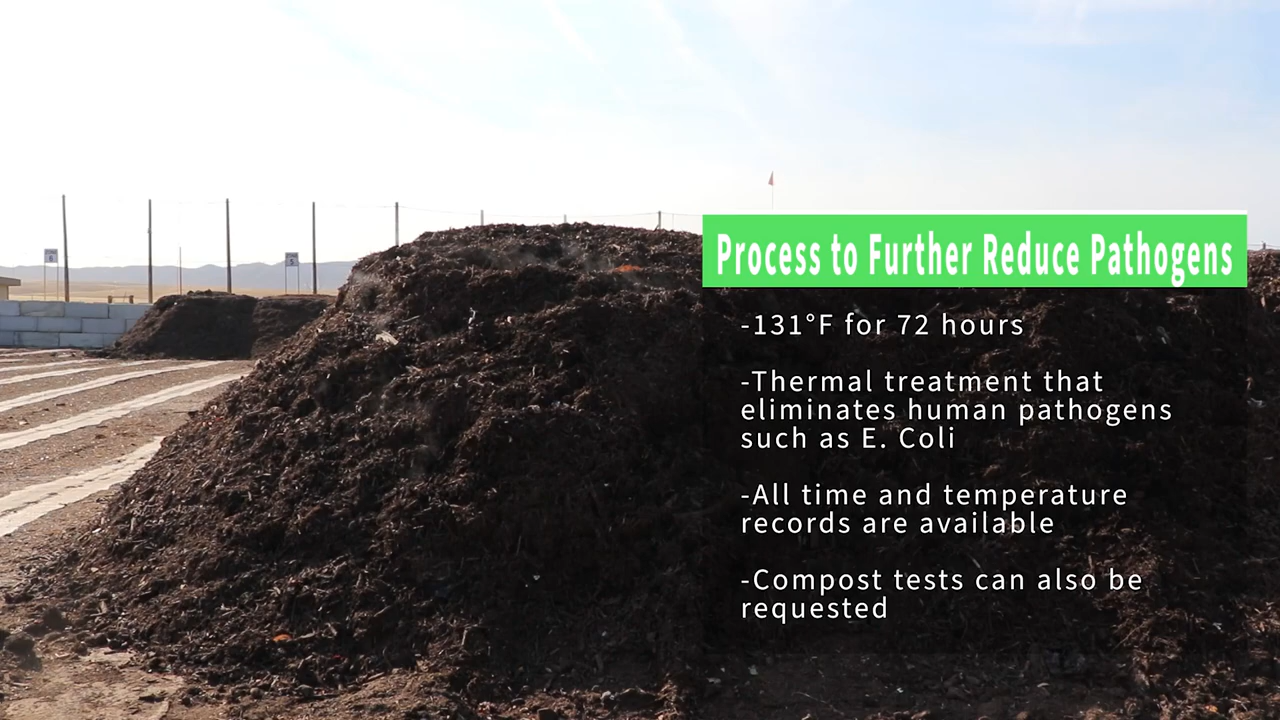 Process to Further Reduce Pathogens
-131°F for 72 hours
-Thermal treatment that
eliminates human pathogens
such as E. Coli
-All time and temperature
records are available
-Compost tests can also be
requested